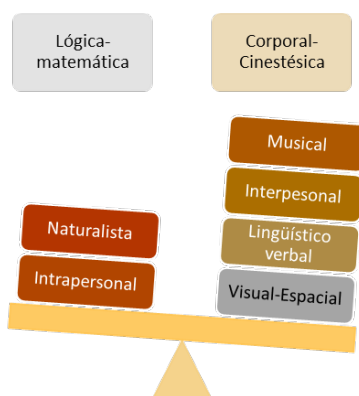 Lógica-
matemática
Corporal-
Cinestésica
Musical
Interpesonal
Naturalista
Lingüístico
verbal
Intrapersonal
Visual-Espacial